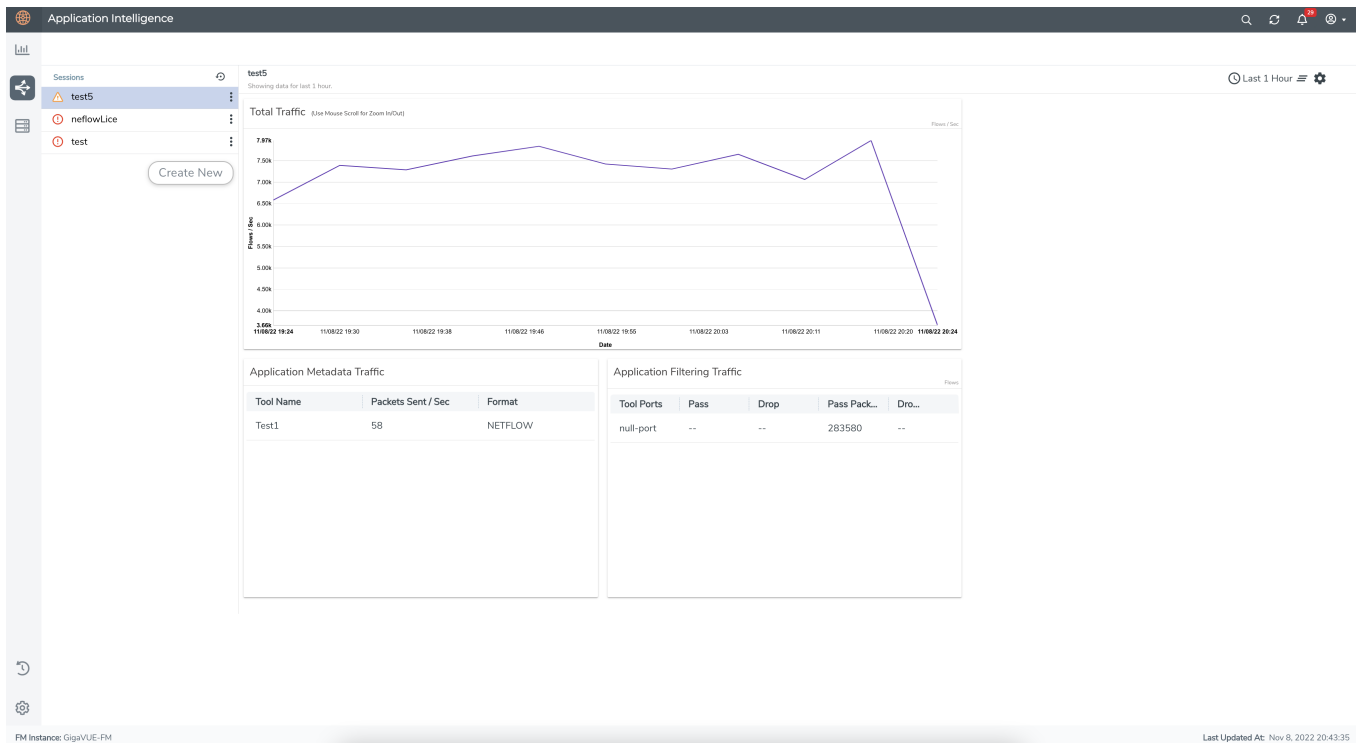 Application Intelligence
29
Sessions
test5
neflowLice
test
Create New
test5
Showing data for last 1 hour.
Last 1 Hour
Total Traffic (Use Mouse Scroll for Zoom In/Out)
Flows / Sec
7.97k
7.50k
7.00k
6.50k
6.00k
5.50k
5.00k
4.50k
4.00k
3.66k
Flows / Sec
11/08/22 19:24 11/08/22 19:30 11/08/22 19:38 11/08/22 19:46 11/08/22 19:55 11/08/22 20:03 11/08/22 20:11 11/08/22 20:20 11/08/22 20:24
Date
Application Metadata Traffic
Tool Name Packets Sent / Sec Format
Test1 58 NETFLOW
Application Filtering Traffic
Flows
Tool Ports Pass Drop Pass Pack... Dro...
null-port -- -- 283580 --
FM Instance: GigaVUE-FM
Last Updated At: Nov 8, 2022 20:43:35